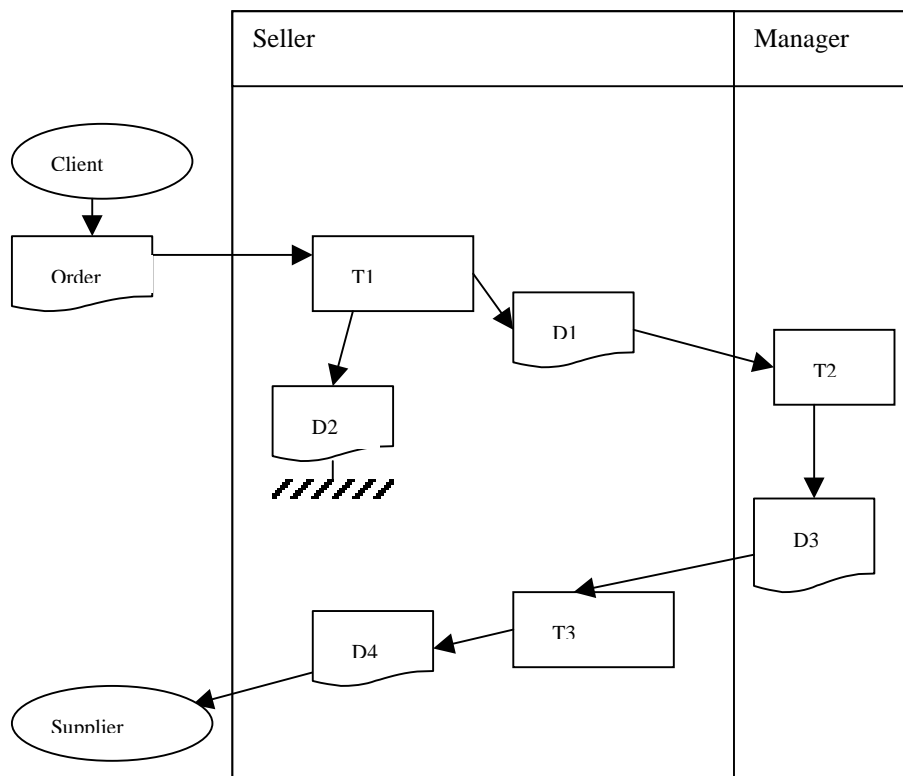 Seller Manager
Client
Order
T1
D1
T2
D2
D3
T3
D4
Supplier